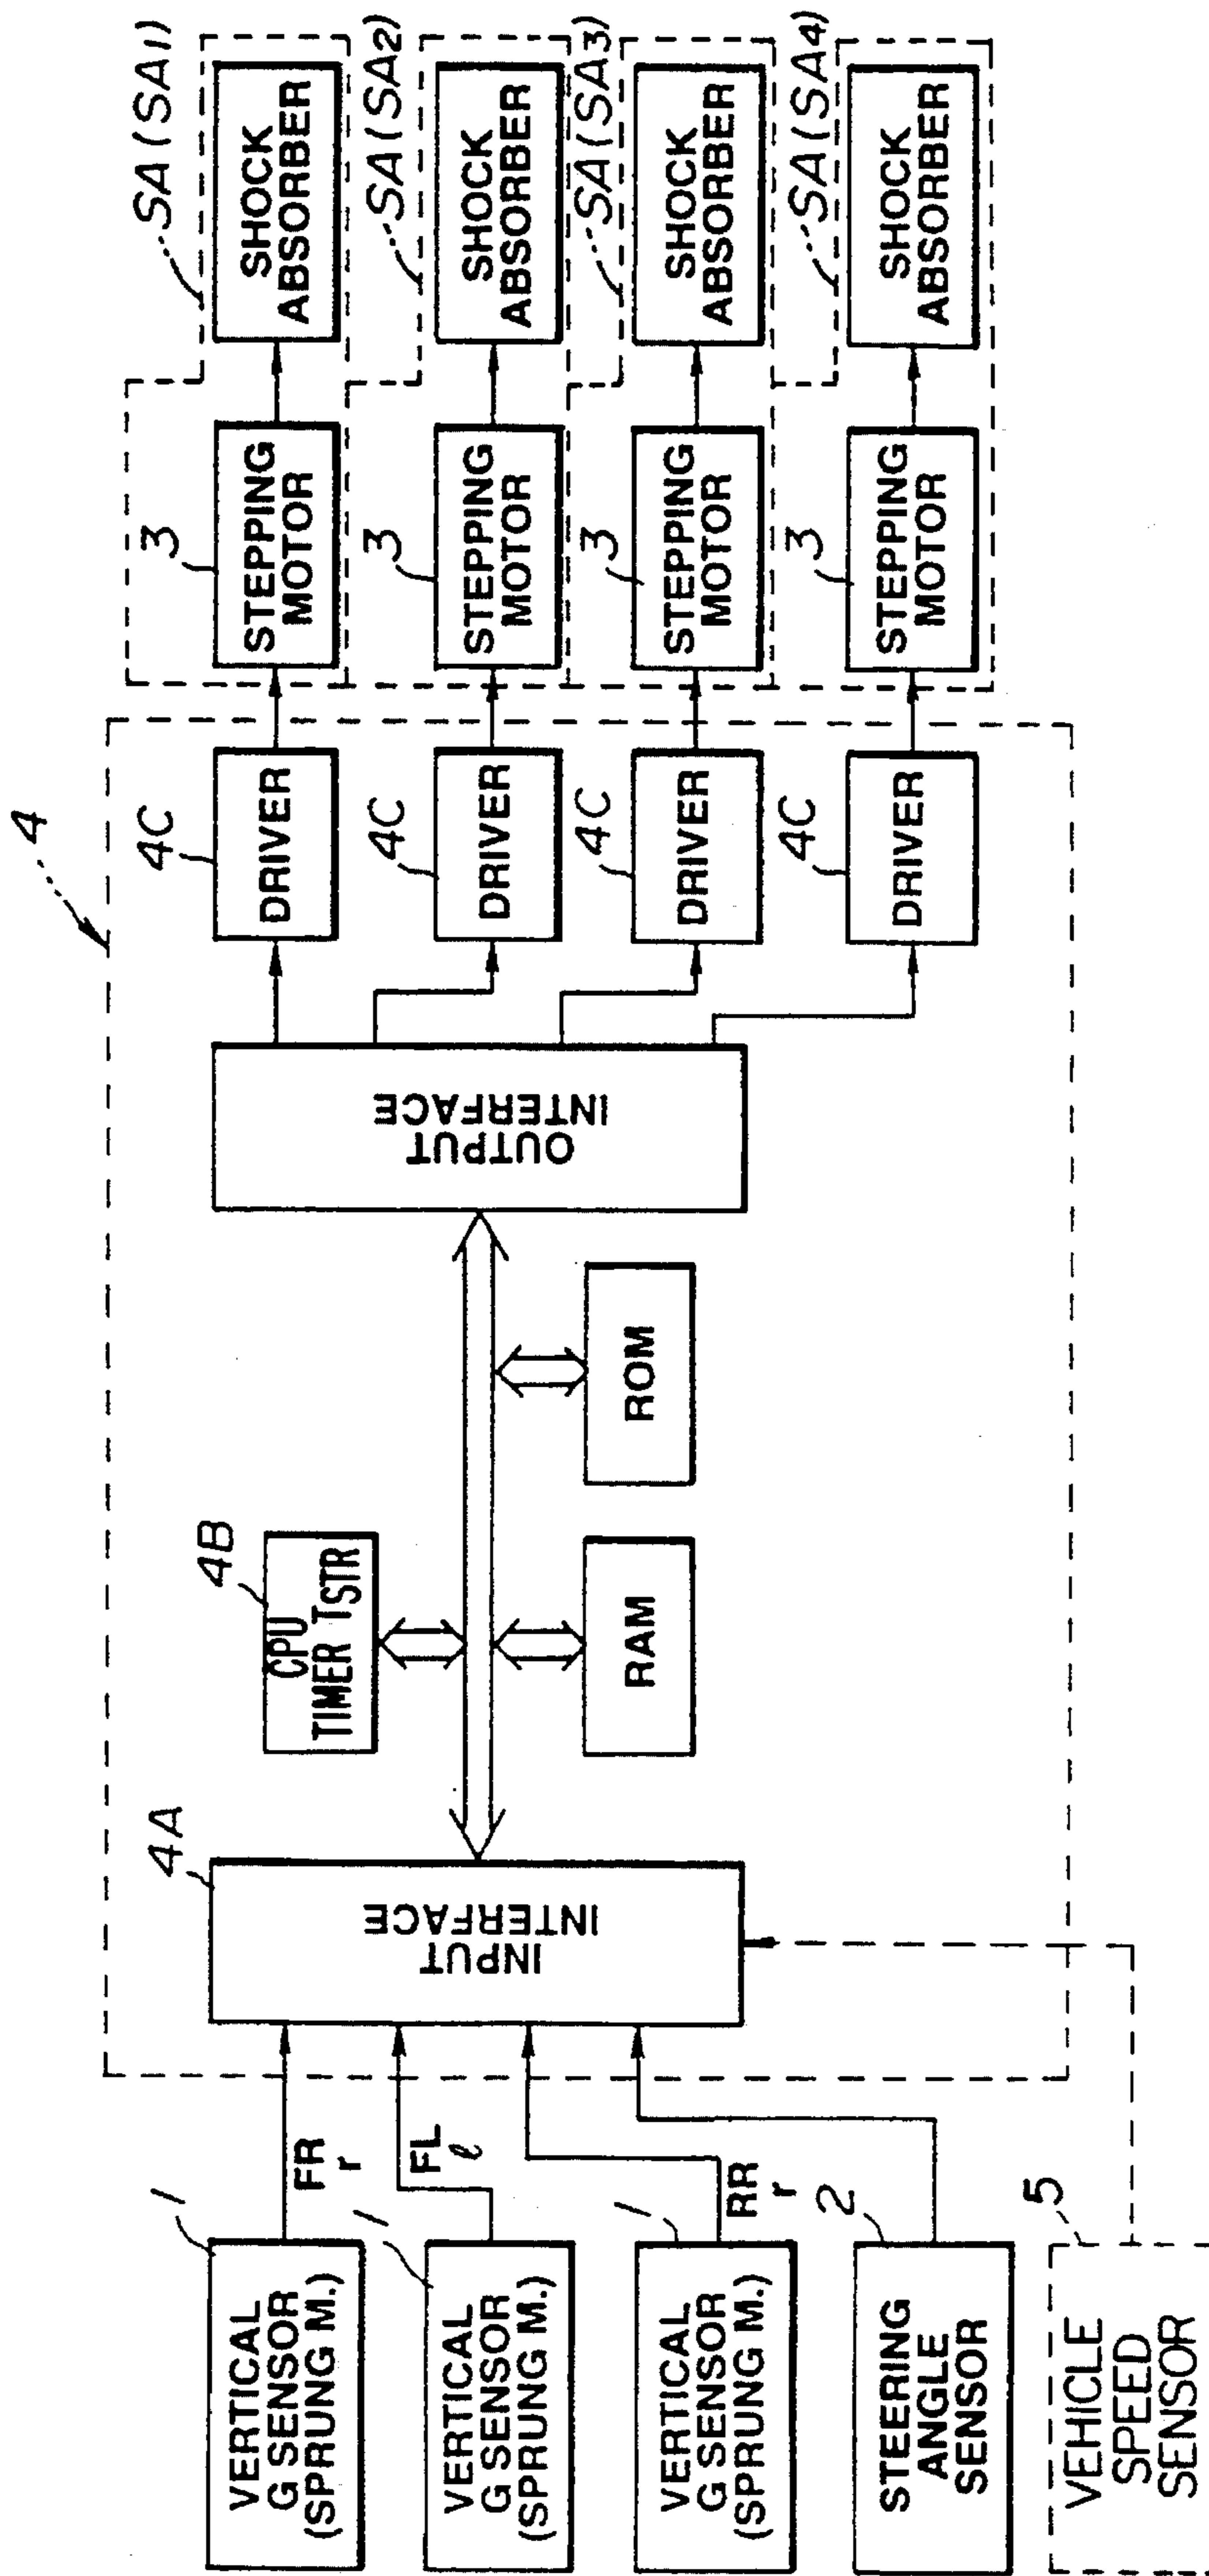 1
VERTICAL
G SENSOR
(SPRUNG M.)
FR
r
1
VERTICAL
G SENSOR
(SPRUNG M.)
FL
ℓ
1
VERTICAL
G SENSOR
(SPRUNG M.)
RR
r
2
STEERING
ANGLE
SENSOR
5
VEHICLE
SPEED
SENSOR
4
4A
INPUT
INTERFACE
4B
CPU
TIMER TSTR
RAM
ROM
OUTPUT
INTERFACE
4C
DRIVER
4C
DRIVER
4C
DRIVER
4C
DRIVER
3
STEPPING
MOTOR
3
STEPPING
MOTOR
3
STEPPING
MOTOR
3
STEPPING
MOTOR
SA(SA1)
SHOCK
ABSORBER
SA(SA2)
SHOCK
ABSORBER
SA(SA3)
SHOCK
ABSORBER
SA(SA4)
SHOCK
ABSORBER